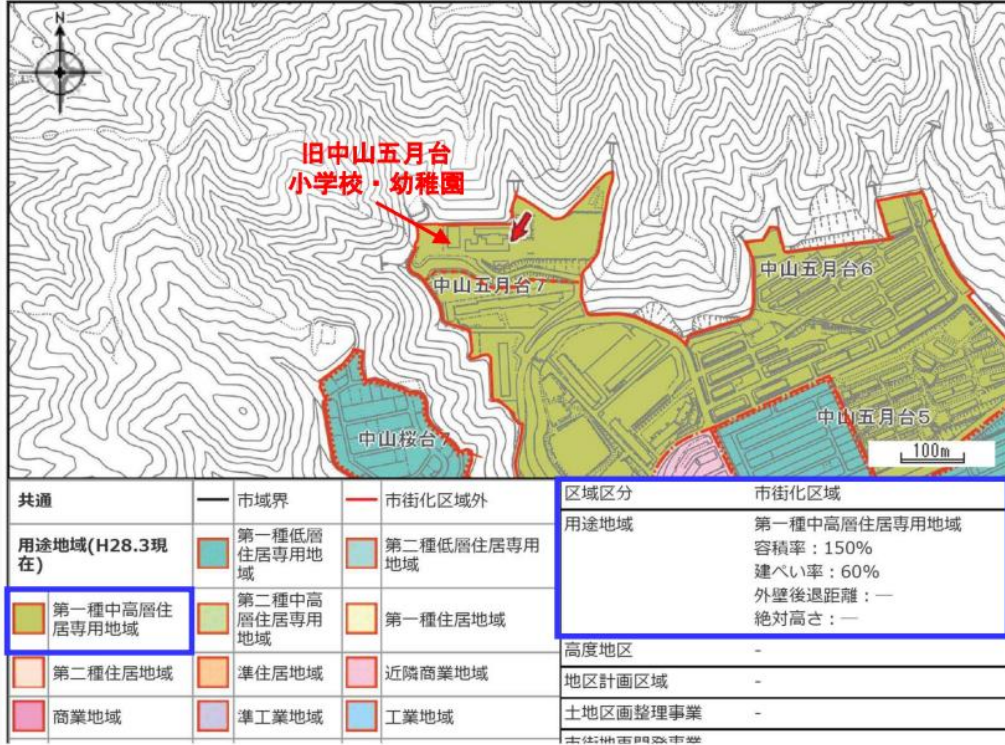 N
旧中山五月台
小学校・幼稚園
中山五月台7
中山五月台6
中山五月台5
中山桜台7
100m
共通
市域界
市街化区域外
用途地域(H28.3現
在)
第一種低層
住居専用地
域
第二種低層住居専用
地域
第一種中高層住
居専用地域
第二種中高
層住居専用
地域
第一種住居地域
第二種住居地域
準住居地域
近隣商業地域
商業地域
準工業地域
工業地域
区域区分 市街化区域
用途地域 第一種中高層住居専用地域
容積率：150%
建ぺい率：60%
外壁後退距離：―
絶対高さ：―
高度地区 -
地区計画区域 -
土地区画整理事業 -
市街地再開発事業